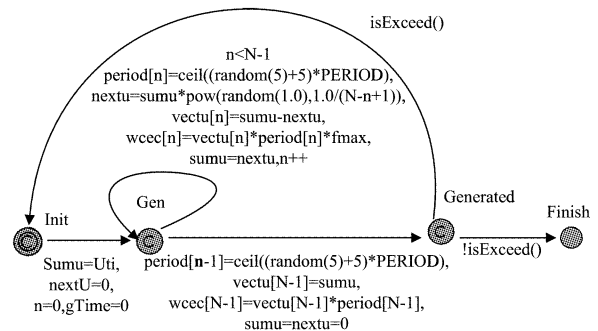 isExceed()
n<N-1
period[n]=ceil((random(5)+5)*PERIOD),
nextu=sumu*pow(random(1.0),1.0/(N-n+1)),
vectu[n]=sumu-nextu,
wcec[n]=vectu[n]*period[n]*fmax,
sumu=nextu,n++
Init
Gen
Generated
Finish
C
C
C
Sumu=Uti,
nextU=0,
n=0,gTime=0
period[n-1]=ceil((random(5)+5)*PERIOD),
vectu[N-1]=sumu,
wcec[N-1]=vectu[N-1]*period[N-1],
sumu=nextu=0
!isExceed()